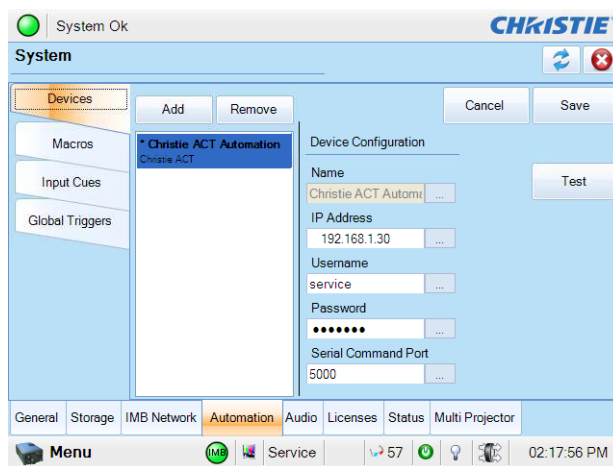 System Ok
CHRISTIE
System
Devices
Macros
Input Cues
Global Triggers
Add
Remove
* Christie ACT Automation
Christie ACT
Cancel
Save
Device Configuration
Name
Christie ACT Automa
...
IP Address
192.168.1.30
...
Username
service
...
Password
●●●●●●●
...
Serial Command Port
5000
...
Test
General
Storage
IMB Network
Automation
Audio
Licenses
Status
Multi Projector
Menu
IMB
Service
57
02:17:56 PM